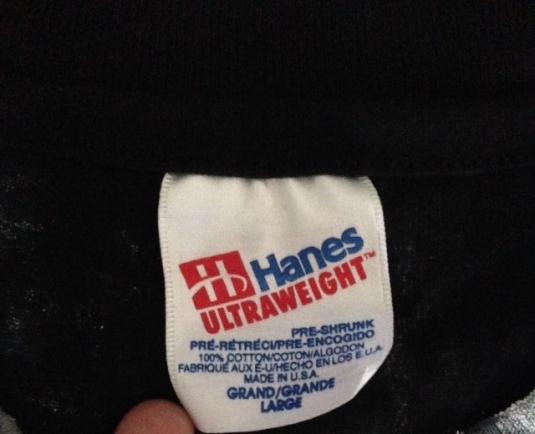 Hanes
ULTRAWEIGHT™
PRE-SHRUNK
PRÉ-RÉTRÉCI/PRE-ENCOGIDO
100% COTTON/COTON/ALGODON
FABRIQUE AUX É-U/HECHO EN LOS E.U.A.
MADE IN U.S.A.
GRAND/GRANDE
LARGE